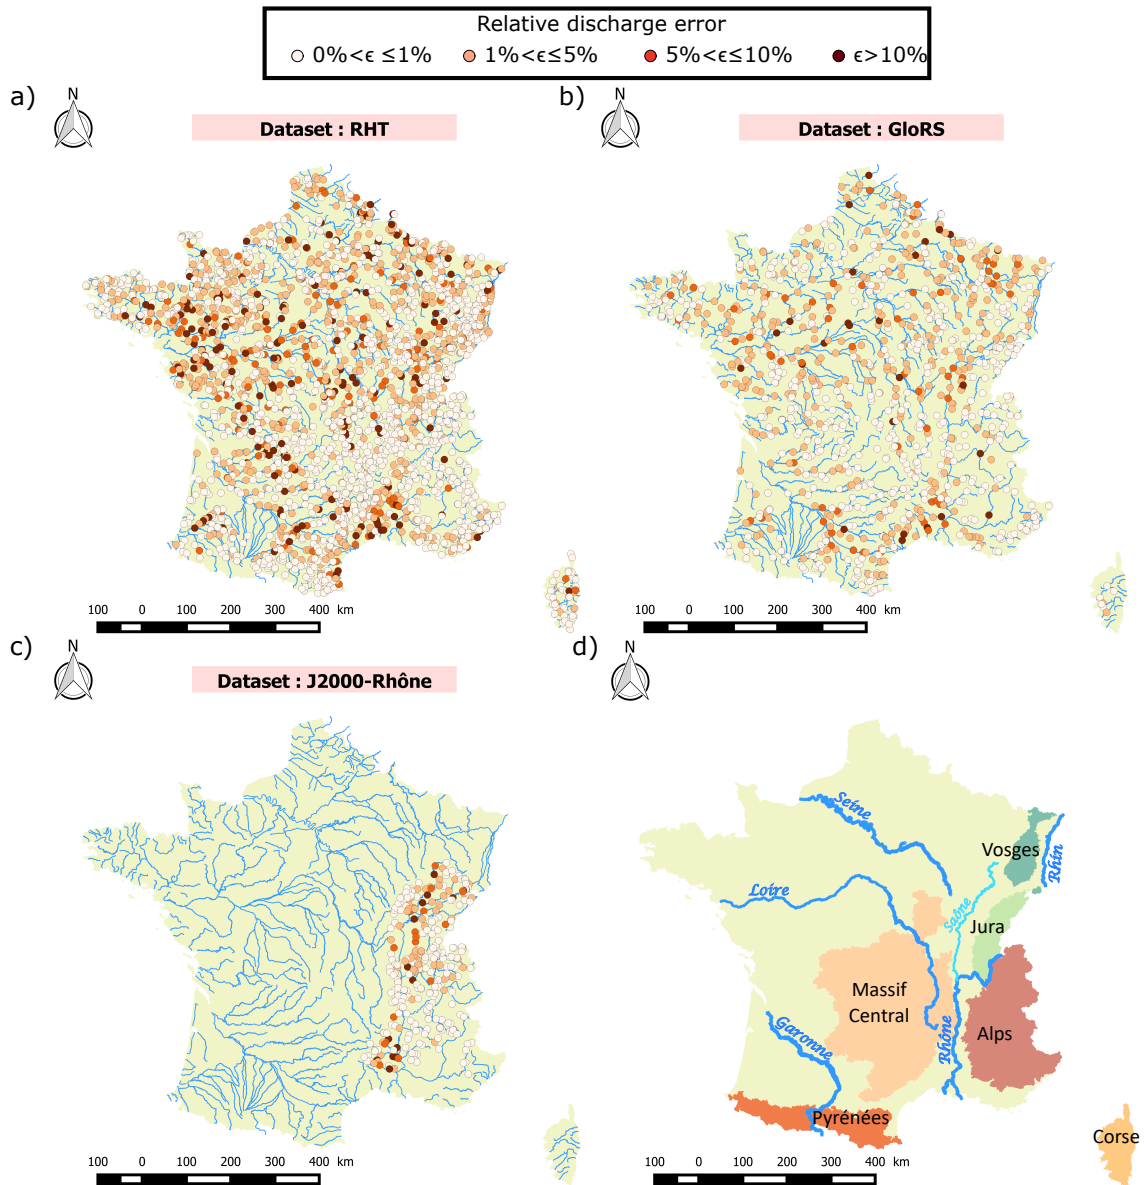 Relative discharge error
0%<ϵ ≤1%
1%<ϵ≤5%
5%<ϵ≤10%
ϵ>10%
a)
N
Dataset : RHT
100 0 100 200 300 400 km
b)
N
Dataset : GloRS
100 0 100 200 300 400 km
c)
N
Dataset : J2000-Rhône
100 0 100 200 300 400 km
d)
N
Seine
Vosges
Rhin
Loire
Saône
Jura
Massif
Central
Garonne
Rhône
Alps
Pyrénées
Corse
100 0 100 200 300 400 km